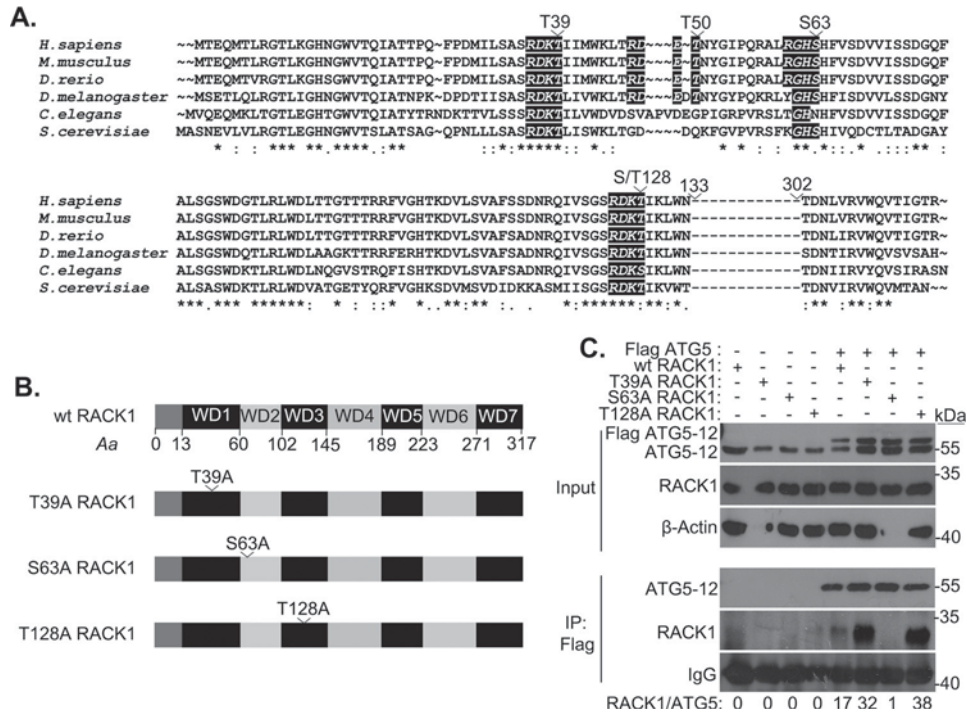 A.
T39 T50 S63
H.sapiens ~~MTEQMTLRGTLKGHNGWVTQIATTPQ~FPDMILSASRDKTIIMWKLTRD~~~E~TNYGIPQRALRGHSHFVSDVVISSDGQF
M.musculus ~~MTEQMTLRGTLKGHNGWVTQIATTPQ~FPDMILSASRDKTIIMWKLTRD~~~E~TNYGIPQRALRGHSHFVSDVVISSDGQF
D.rerio ~~MTEQMTVRGTLKGHSGWVTQIATTPQ~FPDMILSASRDKTIIMWKLTRD~~~E~TNYGIPQRALRGHSHFVSDVVISSDGQF
D.melanogaster ~~MSETLQLRGTLIGHNGWVTQIATNPK~DPDTIISASRDKTLIVWKLTRD~~~EDTNYGYPQKRLYGHSHFISDVVLSSDGNY
C.elegans ~MVQEQMKLTGTLEGHTGWVTQIATYTRNDKTTVLSSSRDKTILVWDVDSVAPVDEGPIGRPVRSLTGHNHFVSDVVISSDGQF
S.cerevisiae MASNEVLVLRGTLEGHNGWVTSLATSAG~QPNLLLSASRDKTLISWKLTGD~~~~DQKFGVPVRSFKGHSHIVQDCTLTADGAY
S/T128 133 302
H.sapiens ALSGSWDGTLRLWDLTTGTTTRRFVGHTKDVLSVAFSSDNRQIVSGSRDKTIKLWN------------TDNLVRVWQVTIGTR~
M.musculus ALSGSWDGTLRLWDLTTGTTTRRFVGHTKDVLSVAFSSDNRQIVSGSRDKTIKLWN------------TDNLVRVWQVTIGTR~
D.rerio ALSGSWDGTLRLWDLTTGTTTRRFVGHTKDVLSVAFSADNRQIVSGSRDKTIKLWN------------TDNLVRVWQVTIGTR~
D.melanogaster ALSGSWDQTLRLWDLAAGKTTRRFERHTKDVLSVAFSADNRQIVSGSRDKTIKLWN------------SDNLIRVWQVSVSAH~
C.elegans ALSGSWDKTLRLWDLNQGVSTRQFISHTKDVLSVAFSADNRQIVSGSRDKSIKLWN------------TDNIIRVYQVSIRASN
S.cerevisiae ALSASWDKTLRLWDVATGETYQRFVGHKSDVMSVDIDKKASMIISGSRDKTIKVWT------------TDNVIRVWQVMTAN~~
B.
wt RACK1 WD1 WD2 WD3 WD4 WD5 WD6 WD7
Aa 0 13 60 102 145 189 223 271 317
T39A
T39A RACK1
S63A
S63A RACK1
T128A
T128A RACK1
C.
Flag ATG5 : - - - - + + + +
wt RACK1 : + - - - + - - -
T39A RACK1 : - + - - - + - -
S63A RACK1 : - - + - - - + -
T128A RACK1 : - - - + - - - +
kDa
Input
Flag ATG5-12
ATG5-12
-55
RACK1
-35
β-Actin
-40
IP: Flag
ATG5-12
-55
RACK1
-35
IgG
-40
RACK1/ATG5: 0 0 0 0 17 32 1 38